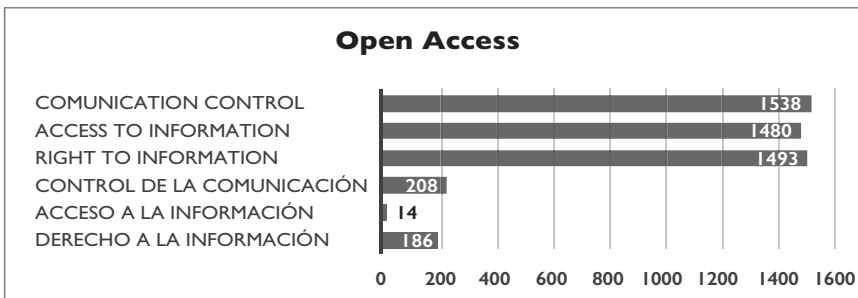 Open Access
COMUNICATION CONTROL 1538
ACCESS TO INFORMATION 1480
RIGHT TO INFORMATION 1493
CONTROL DE LA COMUNICACIÓN 208
ACCESO A LA INFORMACIÓN 14
DERECHO A LA INFORMACIÓN 186
0 200 400 600 800 1000 1200 1400 1600